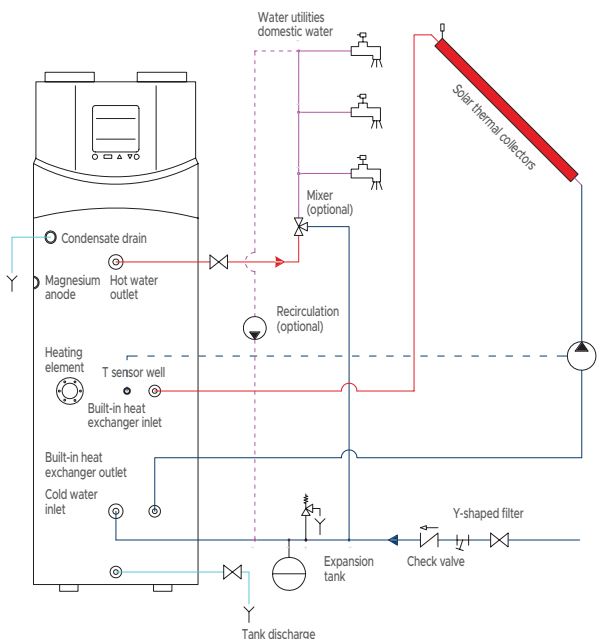 Water utilities
domestic water
Solar thermal collectors
Mixer
(optional)
Condensate drain
Magnesium
anode
Hot water
outlet
Recirculation
(optional)
Heating
element
T sensor well
Built-in heat
exchanger inlet
Built-in heat
exchanger outlet
Cold water
inlet
Y-shaped filter
Expansion
tank
Check valve
Tank discharge